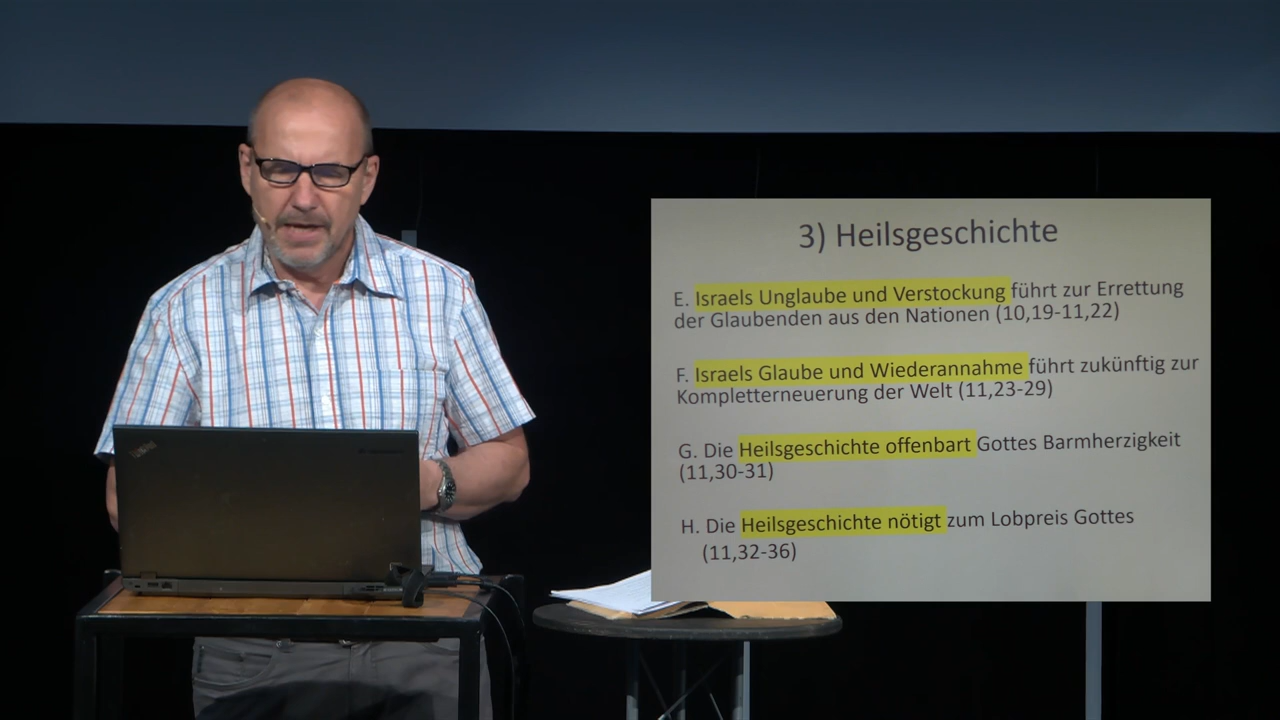 3) Heilsgeschichte
E. Israels Unglaube und Verstockung führt zur Errettung
der Glaubenden aus den Nationen (10,19-11,22)
F. Israels Glaube und Wiederannahme führt zukünftig zur
Kompletterneuerung der Welt (11,23-29)
G. Die Heilsgeschichte offenbart Gottes Barmherzigkeit
(11,30-31)
H. Die Heilsgeschichte nötigt zum Lobpreis Gottes
(11,32-36)